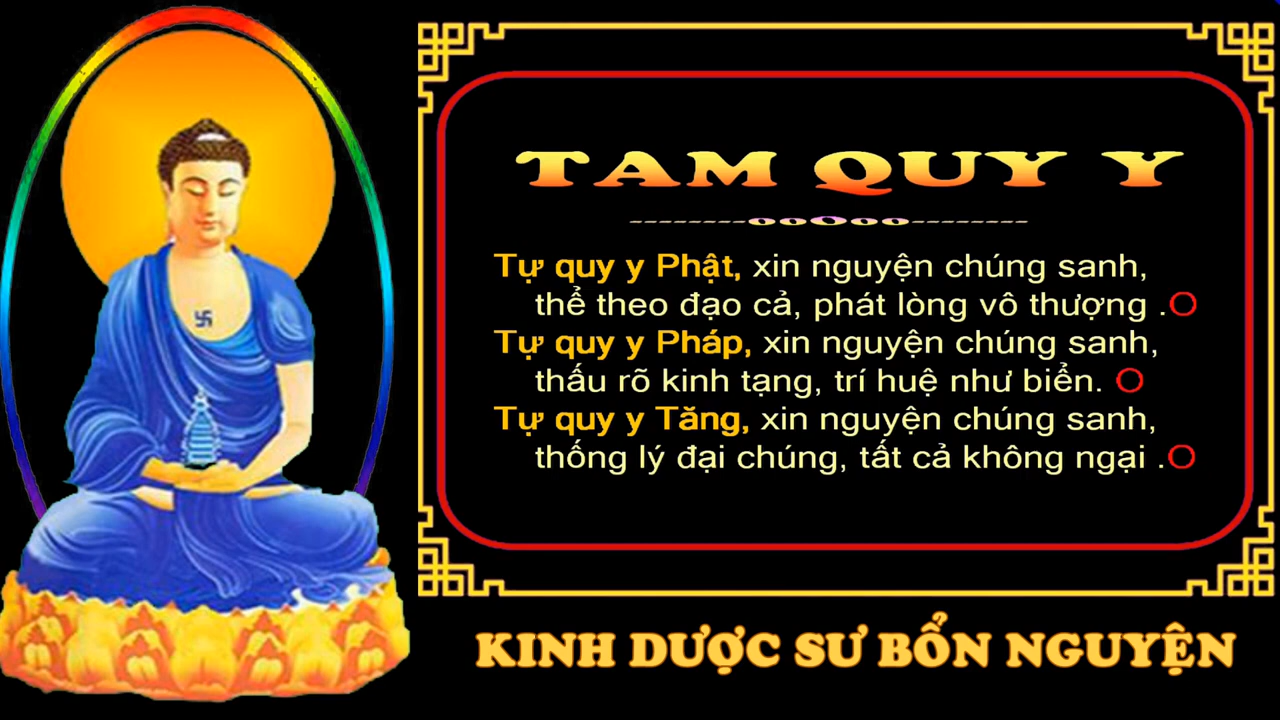 TAM QUY Y
--------ooOoo--------
Tự quy y Phật, xin nguyện chúng sanh,
thể theo đạo cả, phát lòng vô thượng .O
Tự quy y Pháp, xin nguyện chúng sanh,
thấu rõ kinh tạng, trí huệ như biển. O
Tự quy y Tăng, xin nguyện chúng sanh,
thống lý đại chúng, tất cả không ngại .O
KINH DƯỢC SƯ BỔN NGUYỆN